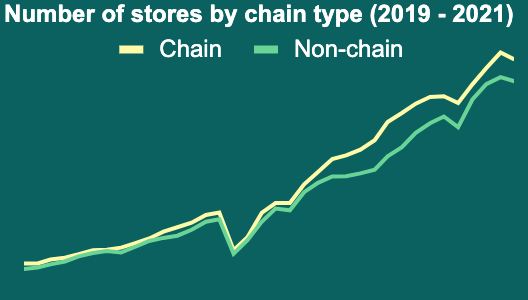 Number of stores by chain type (2019 - 2021)
Chain Non-chain